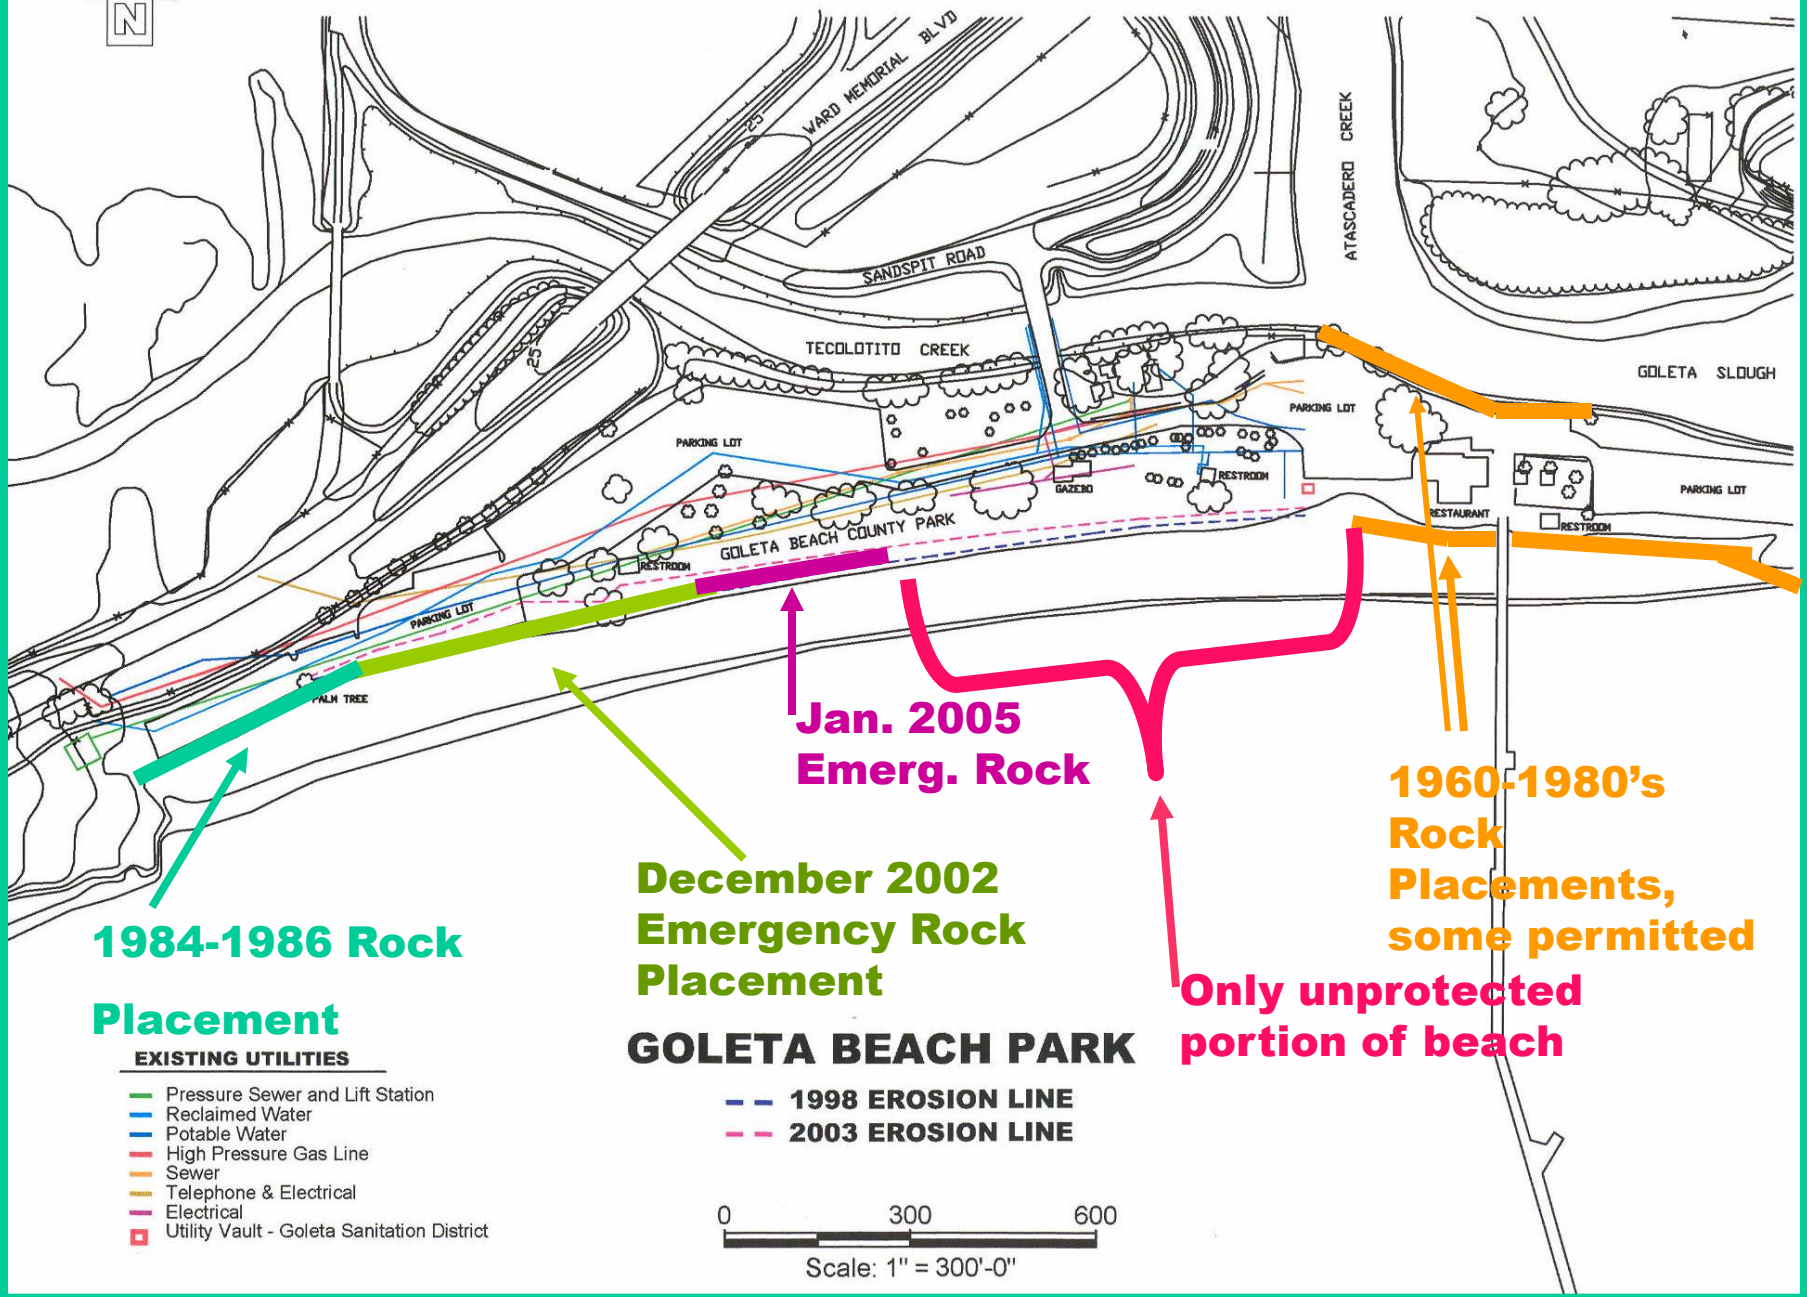 N
WARD MEMORIAL BLVD
25
ATASCADERO CREEK
SANDSPIT ROAD
TECOLOTITO CREEK
25
GOLETA SLOUGH
PARKING LOT
PARKING LOT
RESTROOM
GAZEBO
PARKING LOT
RESTAURANT
RESTROOM
GOLETA BEACH COUNTY PARK
RESTROOM
PARKING LOT
PALM TREE
Jan. 2005
Emerg. Rock
1960-1980’s
Rock
Placements,
some permitted
December 2002
Emergency Rock
Placement
1984-1986 Rock
Placement
Only unprotected
portion of beach
GOLETA BEACH PARK
1998 EROSION LINE
2003 EROSION LINE
EXISTING UTILITIES
Pressure Sewer and Lift Station
Reclaimed Water
Potable Water
High Pressure Gas Line
Sewer
Telephone & Electrical
Electrical
Utility Vault - Goleta Sanitation District
0 300 600
Scale: 1" = 300'-0"